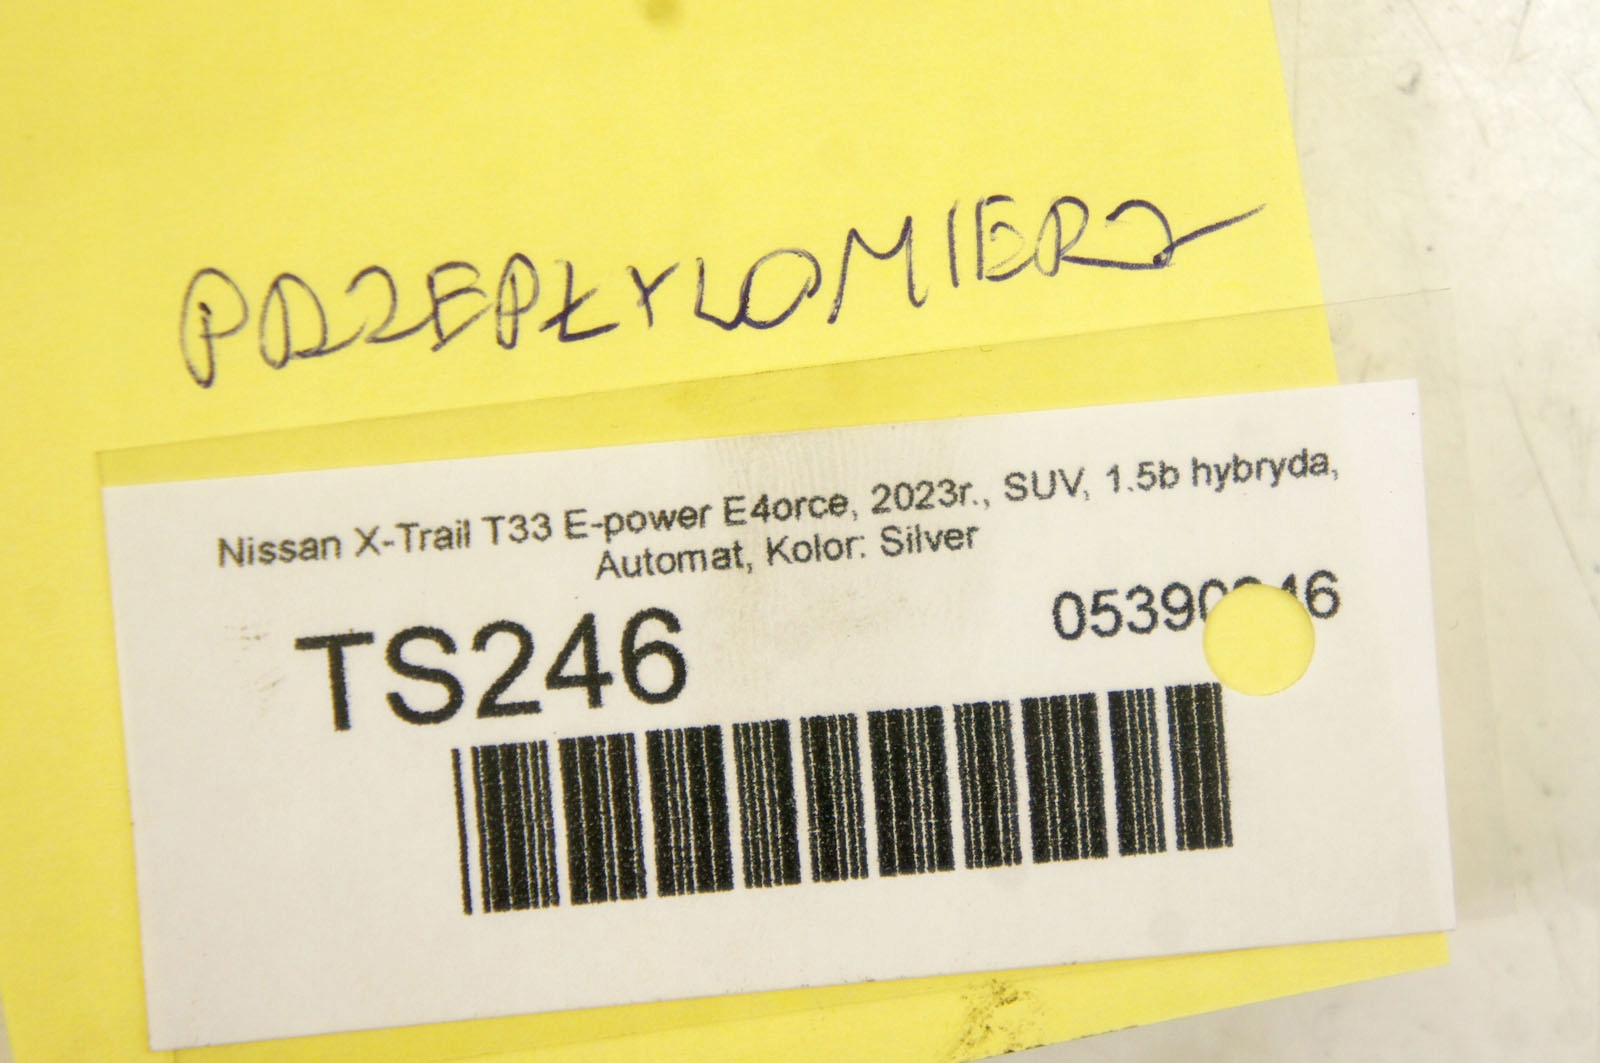 PRZEPŁYWOMIERZ
Nissan X-Trail T33 E-power E4orce, 2023r., SUV, 1.5b hybryda,
Automat, Kolor: Silver
TS246